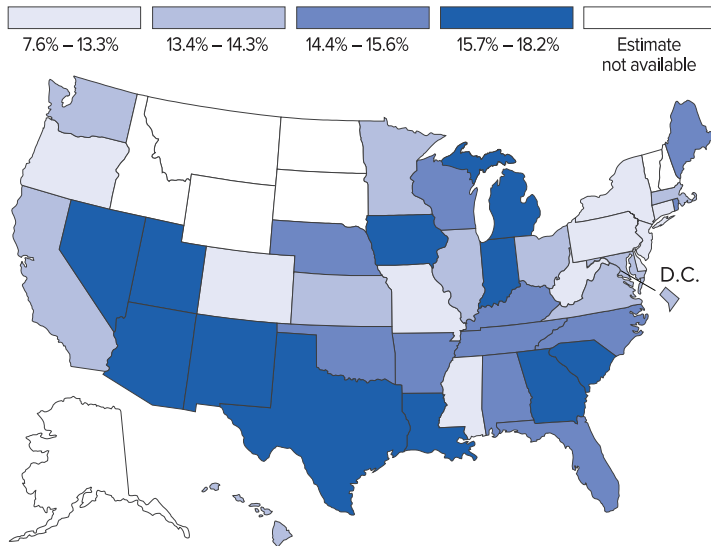 7.6% – 13.3%
13.4% – 14.3%
14.4% – 15.6%
15.7% – 18.2%
Estimate
not available
D.C.